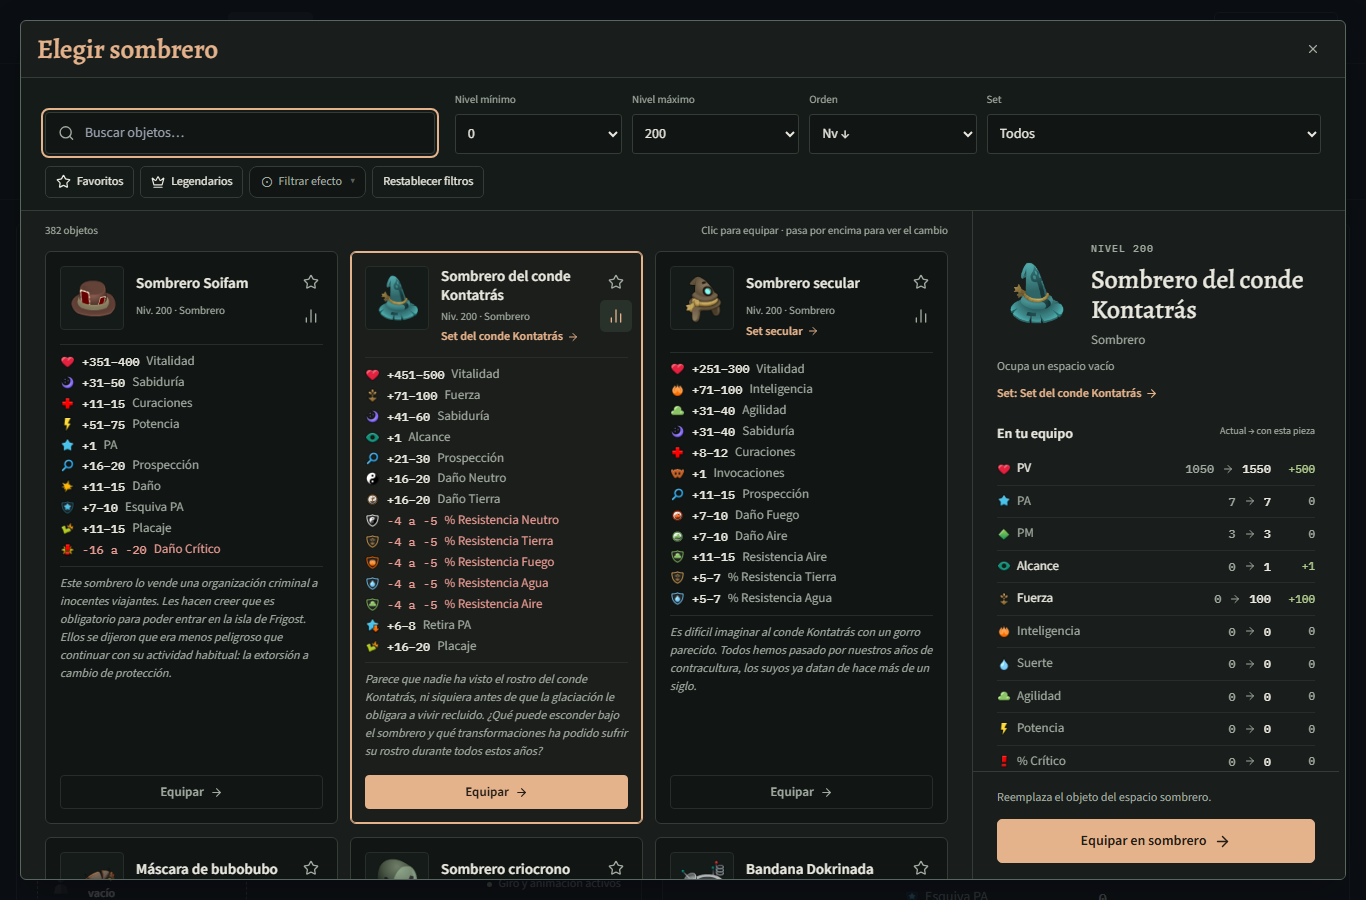 Elegir sombrero
Buscar objetos...
Nivel mínimo
0
Nivel máximo
200
Orden
Nv ↓
Set
Todos
Favoritos
Legendarios
Filtrar efecto
Restablecer filtros
382 objetos
Clic para equipar · pasa por encima para ver el cambio
Sombrero Soifam
Niv. 200 · Sombrero
+351–400 Vitalidad
+31–50 Sabiduría
+11–15 Curaciones
+51–75 Potencia
+1 PA
+16–20 Prospección
+11–15 Daño
+7–10 Esquiva PA
+11–15 Placaje
-16 a -20 Daño Crítico
Este sombrero lo vende una organización criminal a
inocentes viajantes. Les hacen creer que es
obligatorio para poder entrar en la isla de Frigost.
Ellos se dijeron que era menos peligroso que
continuar con su actividad habitual: la extorsión a
cambio de protección.
Equipar →
Sombrero del conde
Kontatrás
Niv. 200 · Sombrero
Set del conde Kontatrás →
+451–500 Vitalidad
+71–100 Fuerza
+41–60 Sabiduría
+1 Alcance
+21–30 Prospección
+16–20 Daño Neutro
+16–20 Daño Tierra
-4 a -5 % Resistencia Neutro
-4 a -5 % Resistencia Tierra
-4 a -5 % Resistencia Fuego
-4 a -5 % Resistencia Agua
-4 a -5 % Resistencia Aire
+6–8 Retira PA
+16–20 Placaje
Parece que nadie ha visto el rostro del conde
Kontatrás, ni siquiera antes de que la glaciación le
obligara a vivir recluido. ¿Qué puede esconder bajo
el sombrero y qué transformaciones ha podido sufrir
su rostro durante todos estos años?
Equipar →
Sombrero secular
Niv. 200 · Sombrero
Set secular →
+251–300 Vitalidad
+71–100 Inteligencia
+31–40 Agilidad
+31–40 Sabiduría
+8–12 Curaciones
+1 Invocaciones
+11–15 Prospección
+7–10 Daño Fuego
+7–10 Daño Aire
+11–15 Resistencia Aire
+5–7 % Resistencia Tierra
+5–7 % Resistencia Agua
Es difícil imaginar al conde Kontatrás con un gorro
parecido. Todos hemos pasado por nuestros años de
contracultura, los suyos ya datan de hace más de un
siglo.
Equipar →
Máscara de bubobubo
Sombrero criocrono
Bandana Dokrinada
NIVEL 200
Sombrero del conde
Kontatrás
Sombrero
Ocupa un espacio vacío
Set: Set del conde Kontatrás →
En tu equipo
Actual → con esta pieza
PV 1050 → 1550 +500
PA 7 → 7 0
PM 3 → 3 0
Alcance 0 → 1 +1
Fuerza 0 → 100 +100
Inteligencia 0 → 0 0
Suerte 0 → 0 0
Agilidad 0 → 0 0
Potencia 0 → 0 0
% Crítico 0 → 0 0
Reemplaza el objeto del espacio sombrero.
Equipar en sombrero →
vacío
Giro y animación activos
Esquiva PA